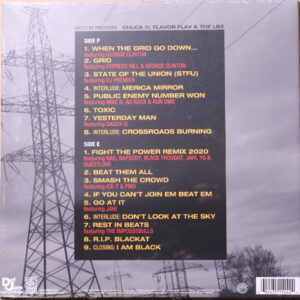 EXECUTIVE PRODUCERS: CHUCK D, FLAVOR FLAV & THE LBX
SIDE P
1. WHEN THE GRID GO DOWN...
featuring GEORGE CLINTON
2. GRID
featuring CYPRESS HILL & GEORGE CLINTON
3. STATE OF THE UNION (STFU)
featuring DJ PREMIER
4. INTERLUDE: MERICA MIRROR
5. PUBLIC ENEMY NUMBER WON
featuring MIKE D, AD ROCK & RUN DMC
6. TOXIC
7. YESTERDAY MAN
featuring DADDY-O
8. INTERLUDE: CROSSROADS BURNING
SIDE E
1. FIGHT THE POWER REMIX 2020
featuring NAS, RAPSODY, BLACK THOUGHT, JAHI, YG &
QUESTLOVE
2. BEAT THEM ALL
3. SMASH THE CROWD
featuring ICE-T & PMD
4. IF YOU CAN'T JOIN EM BEAT EM
5. GO AT IT
featuring JAHI
6. INTERLUDE: DON'T LOOK AT THE SKY
7. REST IN BEATS
featuring THE IMPOSSEBULLS
8. R.I.P. BLACKAT
9. CLOSING: I AM BLACK
Def Jam